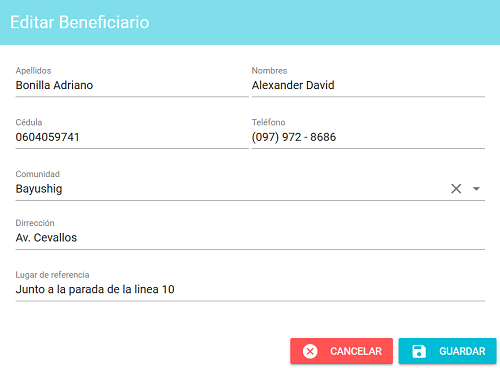 Editar Beneficiario
Apellidos
Bonilla Adriano
Nombres
Alexander David
Cédula
0604059741
Teléfono
(097) 972 - 8686
Comunidad
Bayushig
Dirrección
Av. Cevallos
Lugar de referencia
Junto a la parada de la linea 10
CANCELAR
GUARDAR